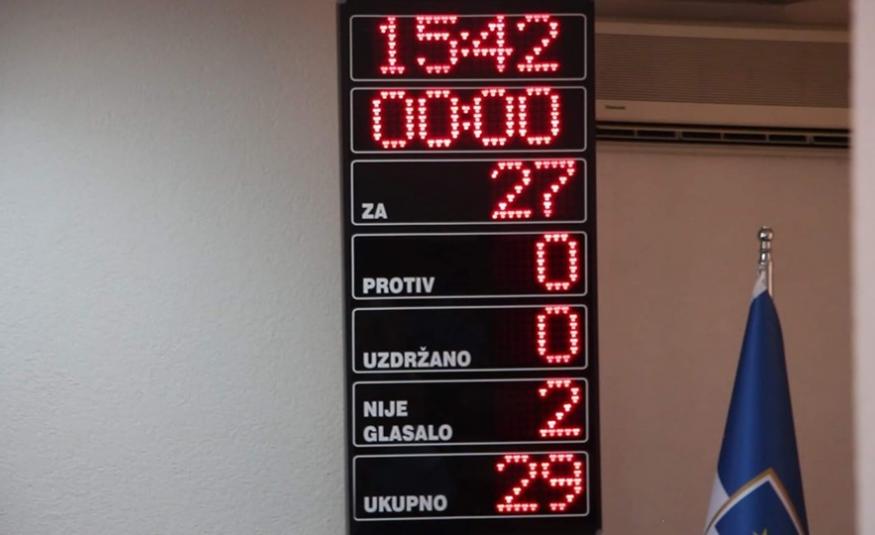 15:42
00:00
ZA 27
PROTIV 0
UZDRŽANO 0
NIJE
GLASALO 2
UKUPNO 29